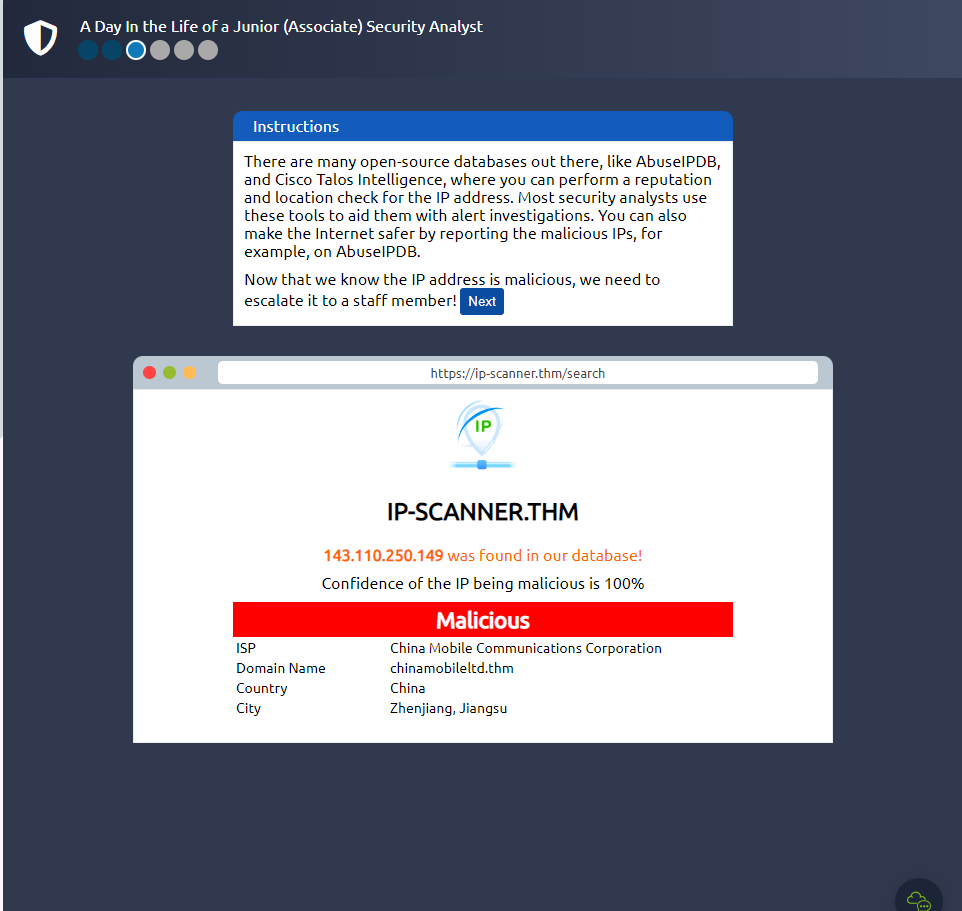 A Day In the Life of a Junior (Associate) Security Analyst
Instructions
There are many open-source databases out there, like AbuseIPDB,
and Cisco Talos Intelligence, where you can perform a reputation
and location check for the IP address. Most security analysts use
these tools to aid them with alert investigations. You can also
make the Internet safer by reporting the malicious IPs, for
example, on AbuseIPDB.
Now that we know the IP address is malicious, we need to
escalate it to a staff member! Next
https://ip-scanner.thm/search
IP
IP-SCANNER.THM
143.110.250.149 was found in our database!
Confidence of the IP being malicious is 100%
Malicious
ISP China Mobile Communications Corporation
Domain Name chinamobileltd.thm
Country China
City Zhenjiang, Jiangsu